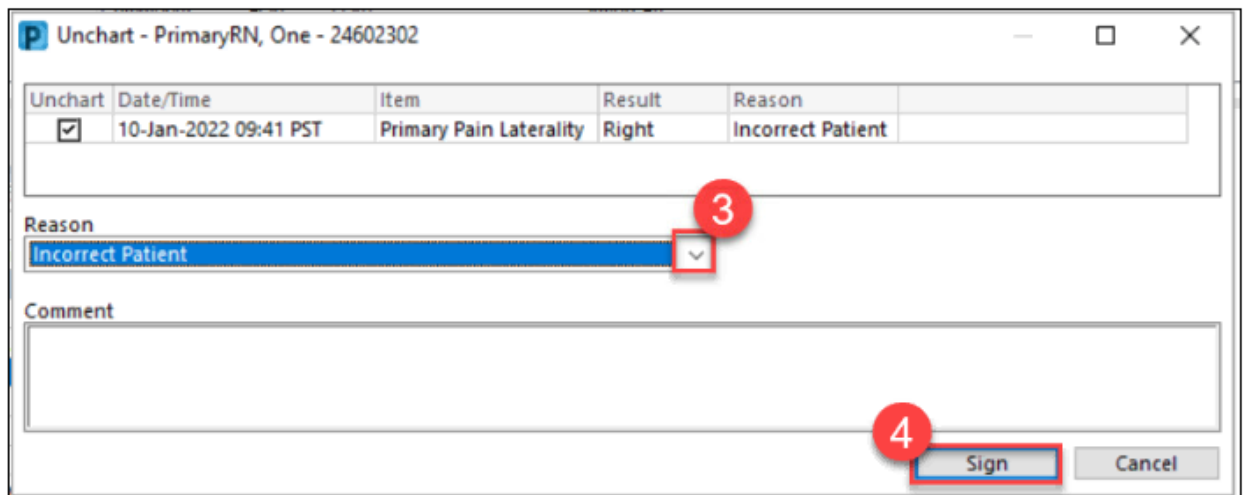 P Unchart - PrimaryRN, One - 24602302
Unchart Date/Time Item Result Reason
10-Jan-2022 09:41 PST Primary Pain Laterality Right Incorrect Patient
3
Reason
Incorrect Patient
Comment
4
Sign Cancel